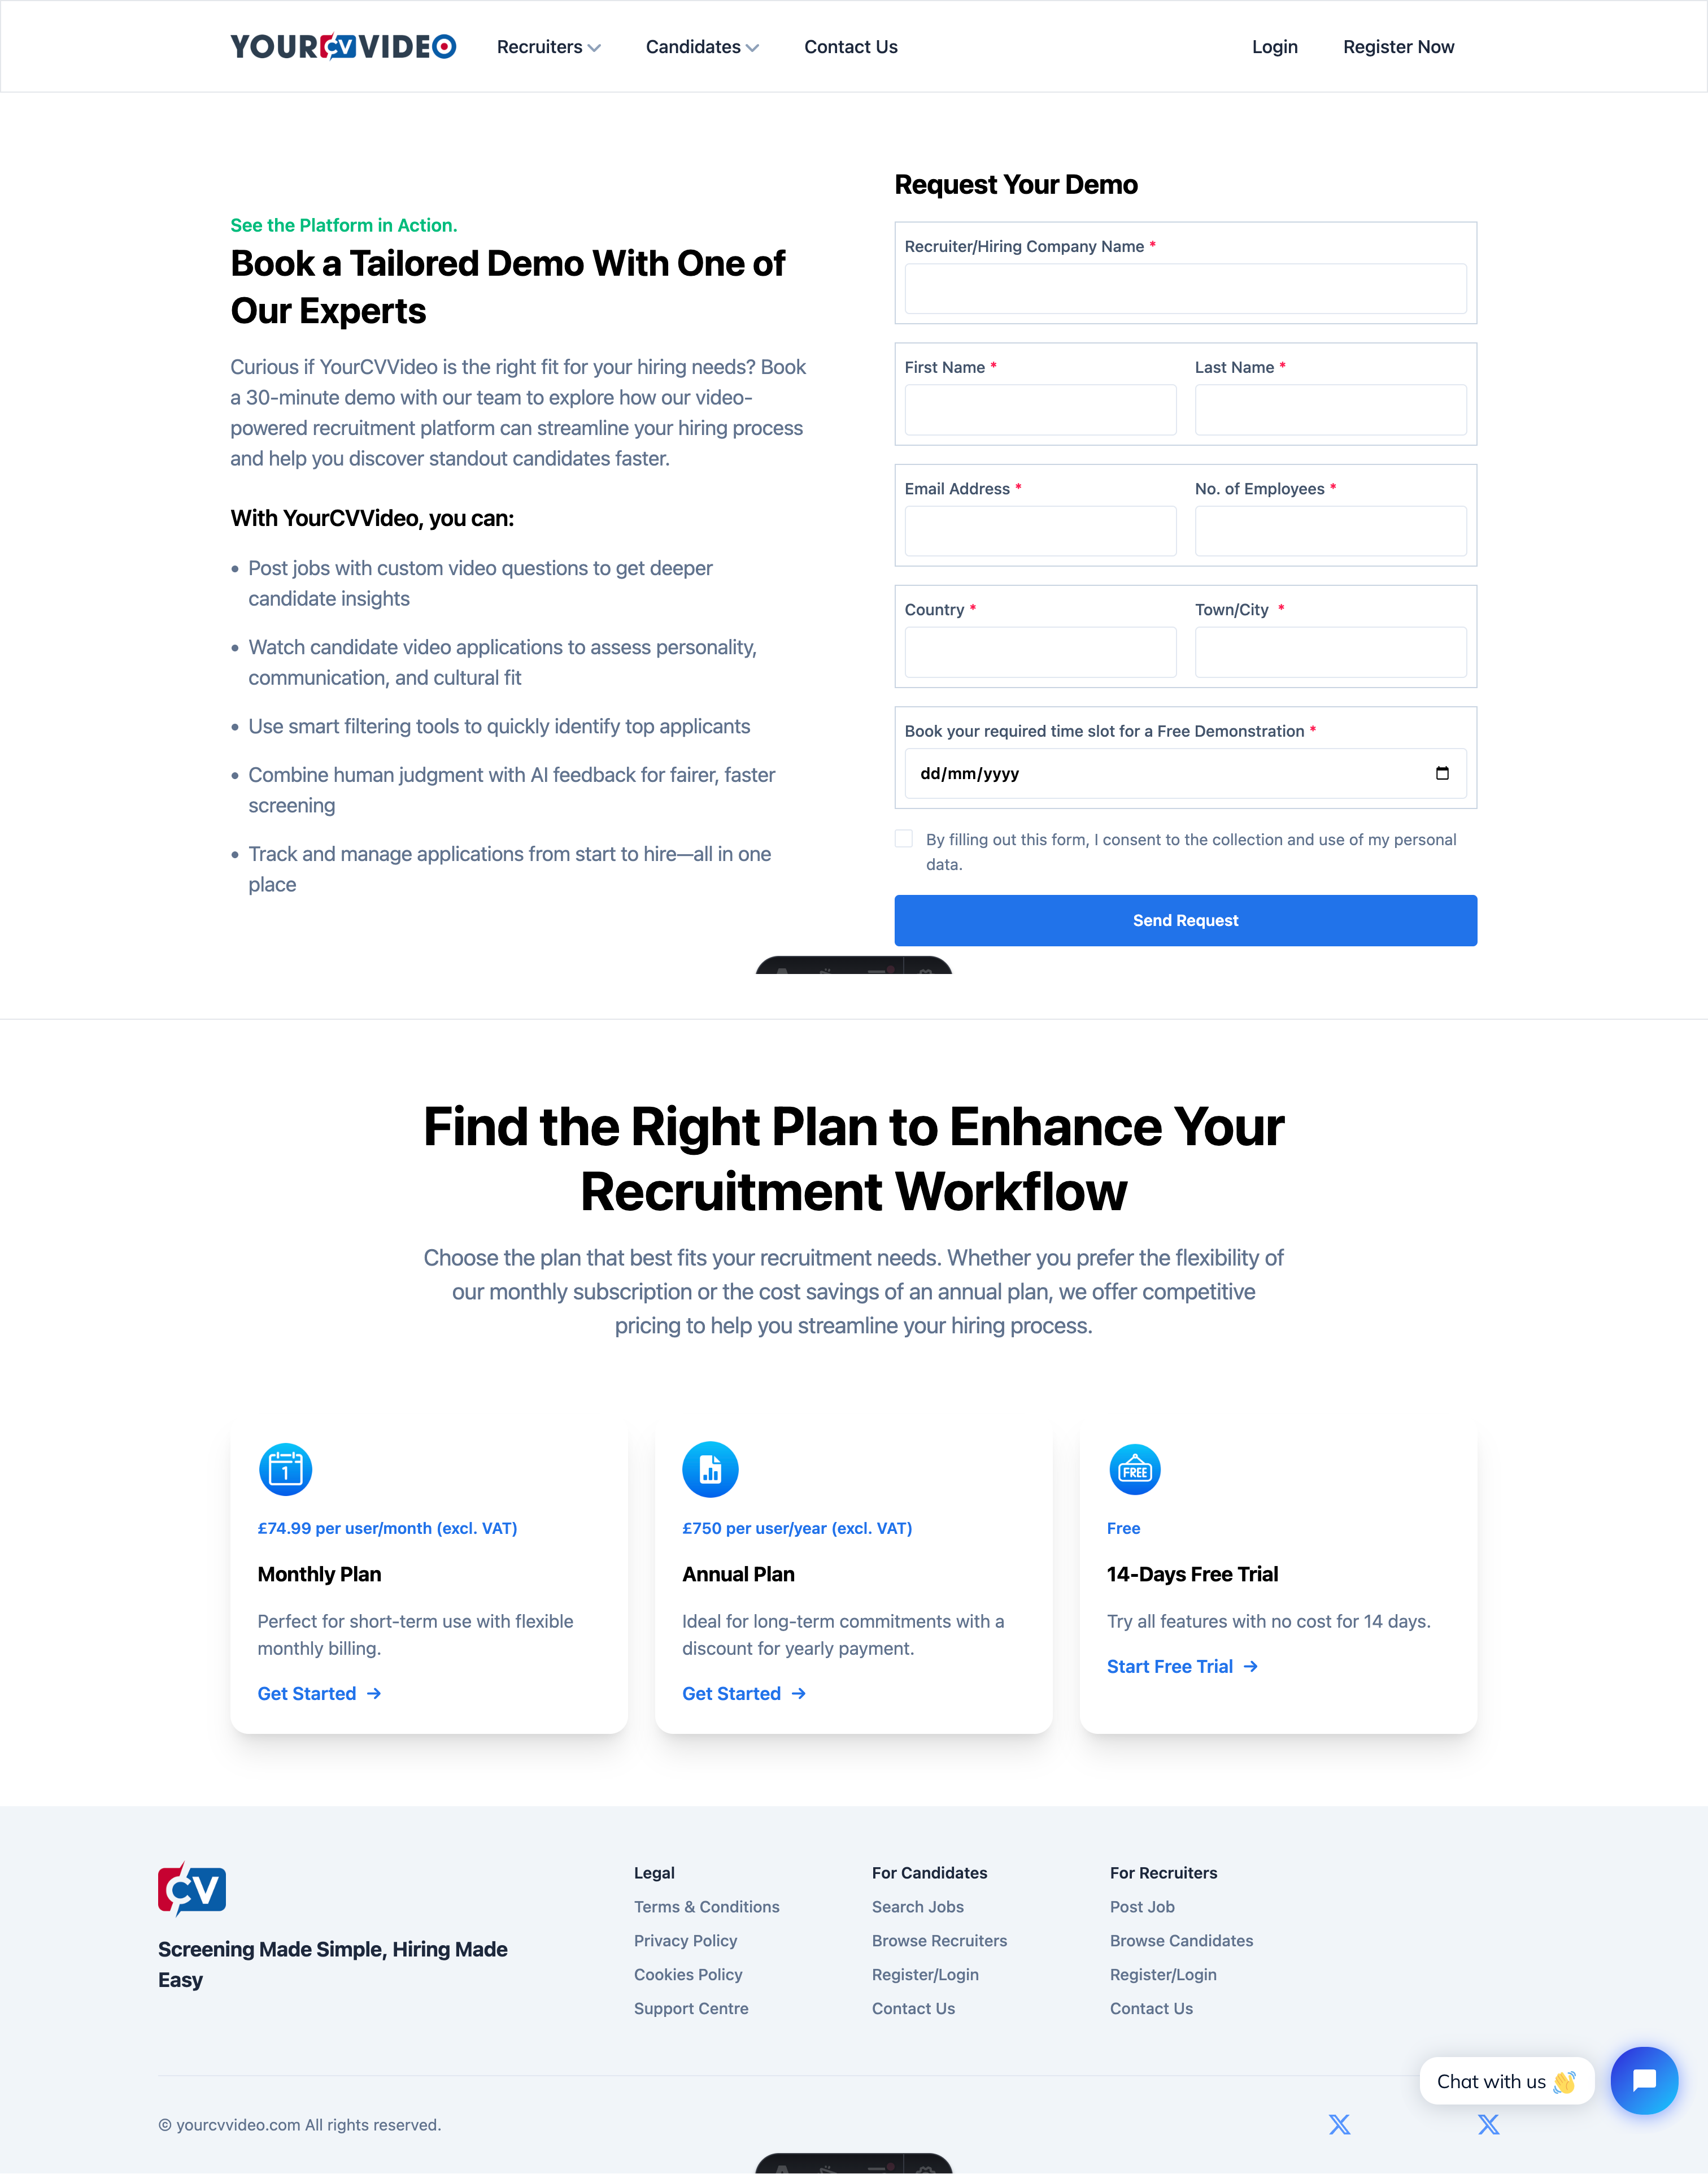 YOURCVVIDEO
Recruiters
Candidates
Contact Us
Login
Register Now
See the Platform in Action.
Book a Tailored Demo With One of
Our Experts
Curious if YourCVVideo is the right fit for your hiring needs? Book
a 30-minute demo with our team to explore how our video-
powered recruitment platform can streamline your hiring process
and help you discover standout candidates faster.
With YourCVVideo, you can:
• Post jobs with custom video questions to get deeper
candidate insights
• Watch candidate video applications to assess personality,
communication, and cultural fit
• Use smart filtering tools to quickly identify top applicants
• Combine human judgment with AI feedback for fairer, faster
screening
• Track and manage applications from start to hire—all in one
place
Request Your Demo
Recruiter/Hiring Company Name *
First Name *
Last Name *
Email Address *
No. of Employees *
Country *
Town/City *
Book your required time slot for a Free Demonstration *
dd/mm/yyyy
By filling out this form, I consent to the collection and use of my personal
data.
Send Request
Find the Right Plan to Enhance Your
Recruitment Workflow
Choose the plan that best fits your recruitment needs. Whether you prefer the flexibility of
our monthly subscription or the cost savings of an annual plan, we offer competitive
pricing to help you streamline your hiring process.
1
£74.99 per user/month (excl. VAT)
Monthly Plan
Perfect for short-term use with flexible
monthly billing.
Get Started →
£750 per user/year (excl. VAT)
Annual Plan
Ideal for long-term commitments with a
discount for yearly payment.
Get Started →
FREE
Free
14-Days Free Trial
Try all features with no cost for 14 days.
Start Free Trial →
CV
Screening Made Simple, Hiring Made
Easy
Legal
Terms & Conditions
Privacy Policy
Cookies Policy
Support Centre
For Candidates
Search Jobs
Browse Recruiters
Register/Login
Contact Us
For Recruiters
Post Job
Browse Candidates
Register/Login
Contact Us
Chat with us 👋
© yourcvvideo.com All rights reserved.